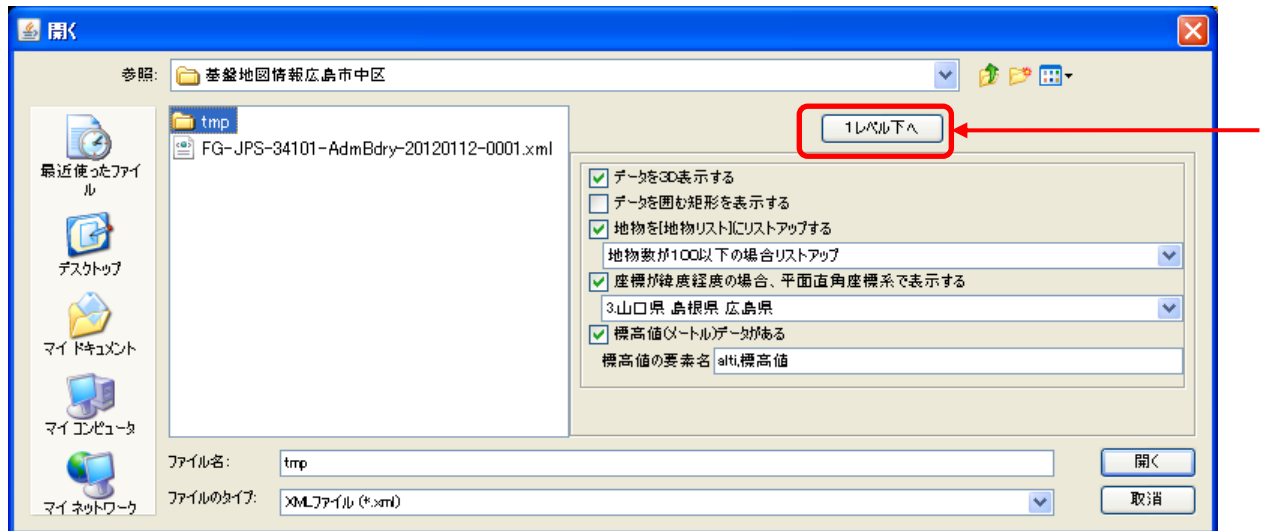 開く
参照:
基盤地図情報広島市中区
最近使ったファイ
ル
デスクトップ
マイ ドキュメント
マイ コンピュータ
マイ ネットワーク
tmp
FG-JPS-34101-AdmBdry-20120112-0001.xml
1レベル下へ
データを3D表示する
データを囲む矩形を表示する
地物を[地物リスト]にリストアップする
地物数が100以下の場合リストアップ
座標が緯度経度の場合、平面直角座標系で表示する
3.山口県 島根県 広島県
標高値(メートル)データがある
標高値の要素名
alti,標高値
ファイル名:
tmp
開く
ファイルのタイプ:
XMLファイル (*.xml)
取消